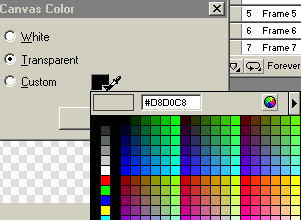 Canvas Color
White
Transparent
Custom
#D8D0C8
5 Frame 5
6 Frame 6
7 Frame 7
Forever